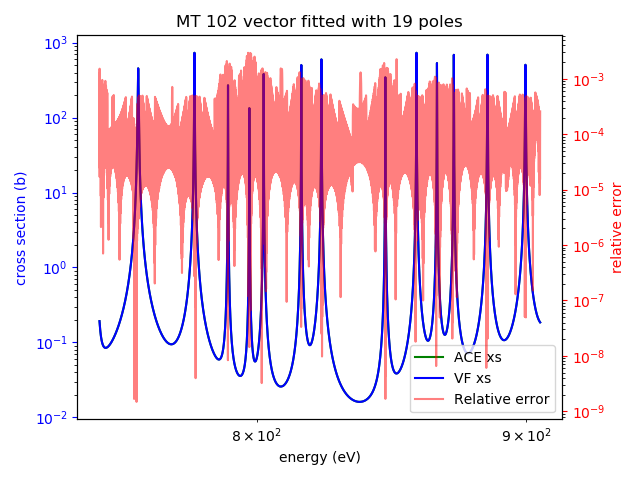 MT 102 vector fitted with 19 poles
10³
10²
10¹
10⁰
10⁻¹
10⁻²
cross section (b)
10⁻³
10⁻⁴
10⁻⁵
10⁻⁶
10⁻⁷
10⁻⁸
10⁻⁹
relative error
ACE xs
VF xs
Relative error
8 × 10²
9 × 10²
energy (eV)